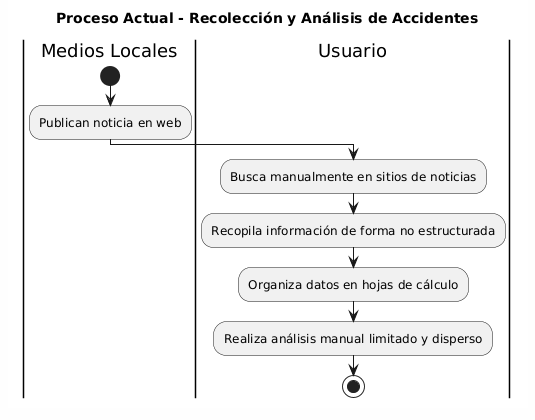 Proceso Actual - Recolección y Análisis de Accidentes
Medios Locales
Usuario
Publican noticia en web
Busca manualmente en sitios de noticias
Recopila información de forma no estructurada
Organiza datos en hojas de cálculo
Realiza análisis manual limitado y disperso